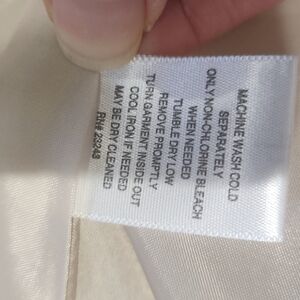 MACHINE WASH COLD
SEPARATELY
ONLY NON-CHLORINE BLEACH
WHEN NEEDED
TUMBLE DRY LOW
REMOVE PROMPTLY
TURN GARMENT INSIDE OUT
COOL IRON IF NEEDED
MAY BE DRY CLEANED
RN# 29243